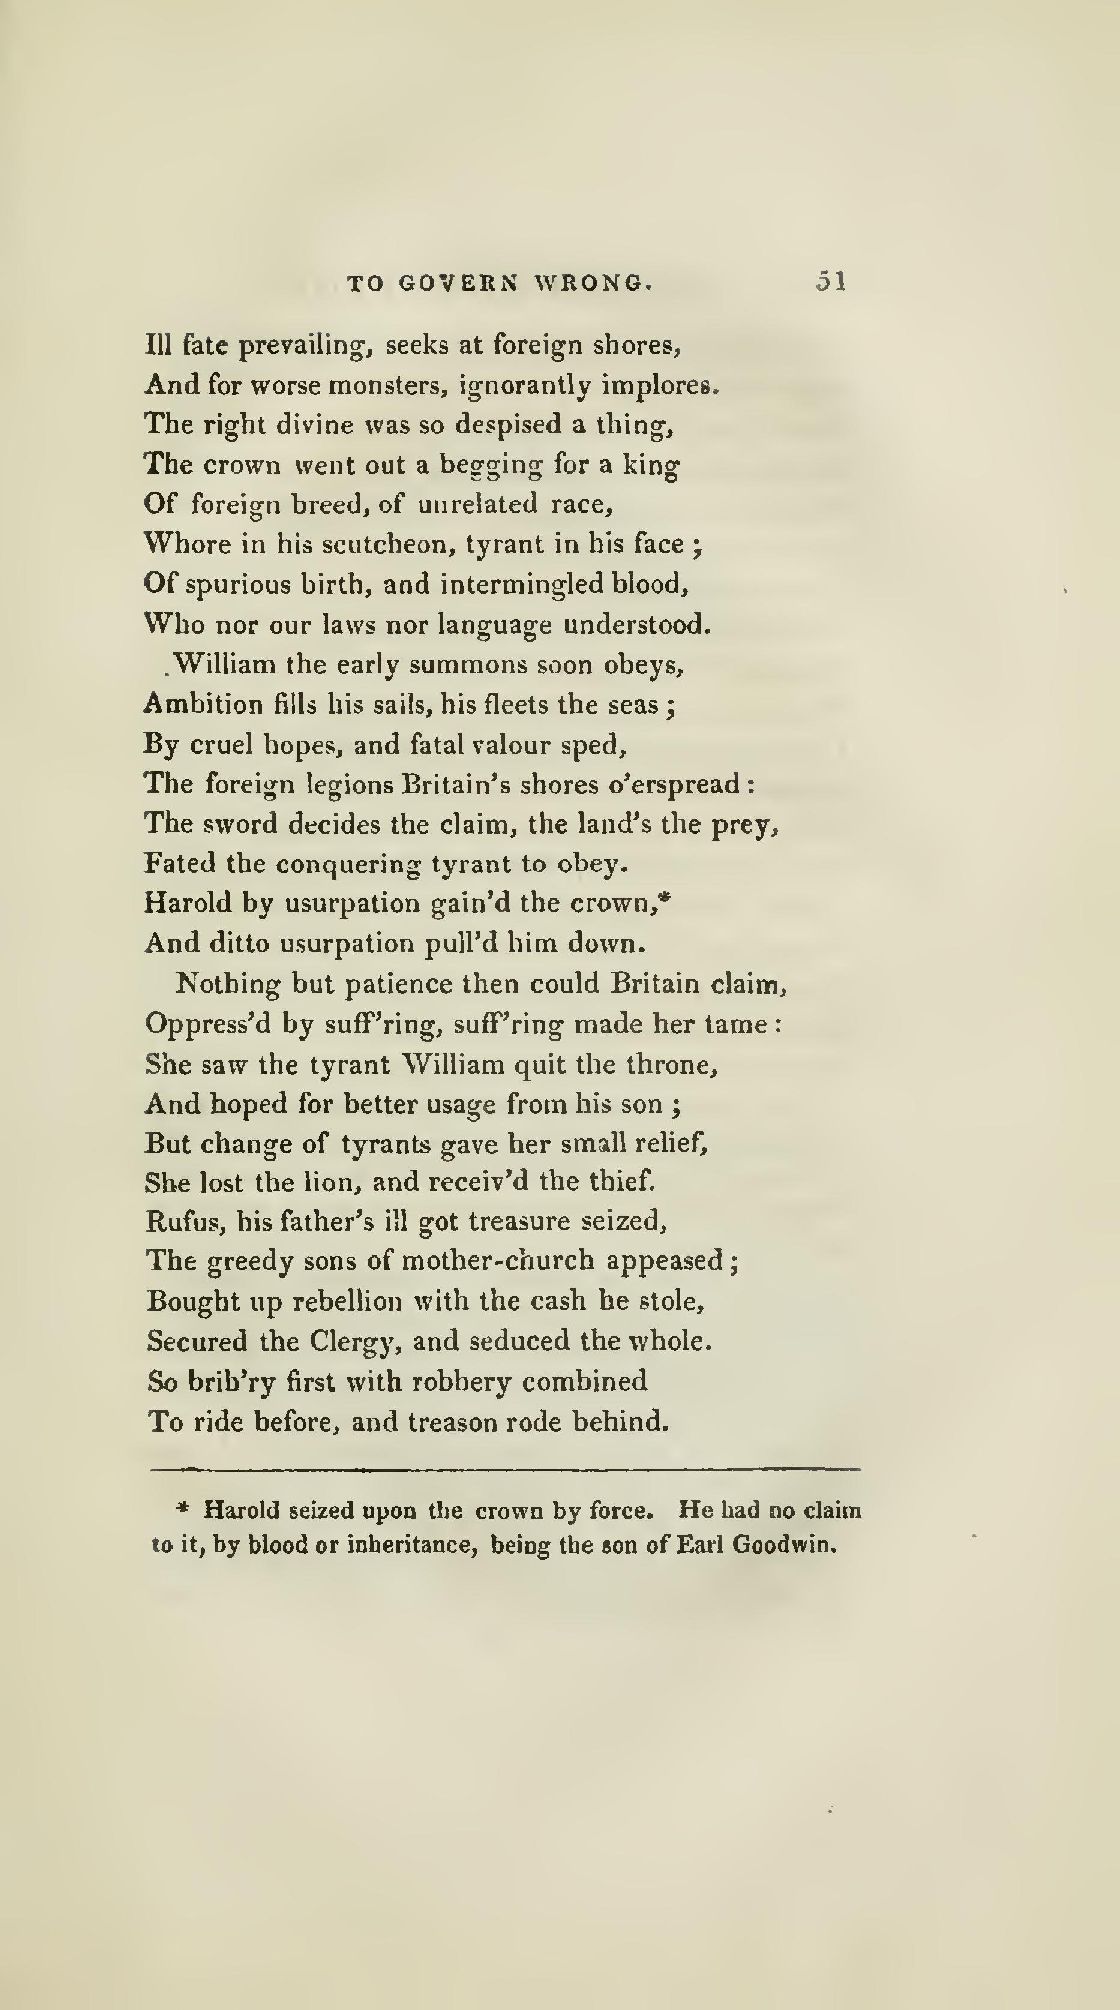 TO GOVERN WRONG. 51
Ill fate prevailing, seeks at foreign shores,
And for worse monsters, ignorantly implores.
The right divine was so despised a thing,
The crown went out a begging for a king
Of foreign breed, of unrelated race,
Whore in his scutcheon, tyrant in his face ;
Of spurious birth, and intermingled blood,
Who nor our laws nor language understood.
.William the early summons soon obeys,
Ambition fills his sails, his fleets the seas ;
By cruel hopes, and fatal valour sped,
The foreign legions Britain's shores o'erspread :
The sword decides the claim, the land's the prey,
Fated the conquering tyrant to obey.
Harold by usurpation gain'd the crown,*
And ditto usurpation pull'd him down.
Nothing but patience then could Britain claim,
Oppress'd by suff'ring, suff'ring made her tame :
She saw the tyrant William quit the throne,
And hoped for better usage from his son ;
But change of tyrants gave her small relief,
She lost the lion, and receiv'd the thief.
Rufus, his father's ill got treasure seized,
The greedy sons of mother-church appeased ;
Bought up rebellion with the cash he stole,
Secured the Clergy, and seduced the whole.
So brib'ry first with robbery combined
To ride before, and treason rode behind.
* Harold seized upon the crown by force. He had no claim
to it, by blood or inheritance, being the son of Earl Goodwin.